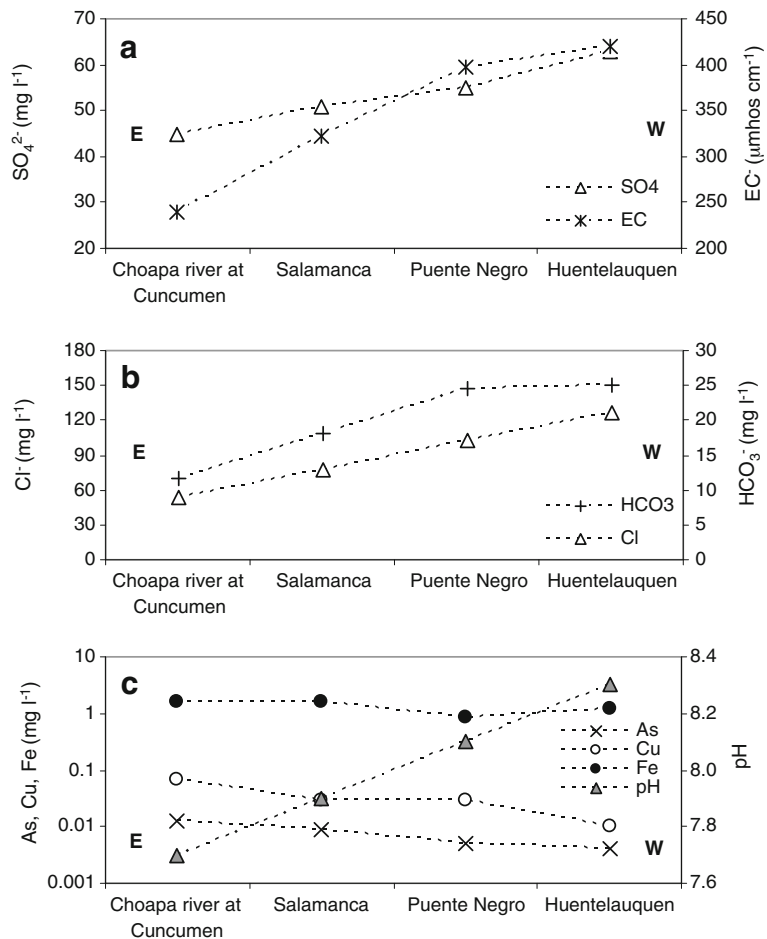 a
SO₄²⁻ (mg l⁻¹)
70
60
50
40
30
20
450
400
350
300
250
200
EC⁻ (μmhos cm⁻¹)
E
W
SO4
EC
Choapa river at
Cuncumen
Salamanca
Puente Negro
Huentelauquen
b
Cl⁻ (mg l⁻¹)
180
150
120
90
60
30
0
30
25
20
15
10
5
0
HCO₃⁻ (mg l⁻¹)
E
W
HCO3
Cl
Choapa river at
Cuncumen
Salamanca
Puente Negro
Huentelauquen
c
As, Cu, Fe (mg l⁻¹)
10
1
0.1
0.01
0.001
8.4
8.2
8.0
7.8
7.6
pH
As
Cu
Fe
pH
E
W
Choapa river at
Cuncumen
Salamanca
Puente Negro
Huentelauquen